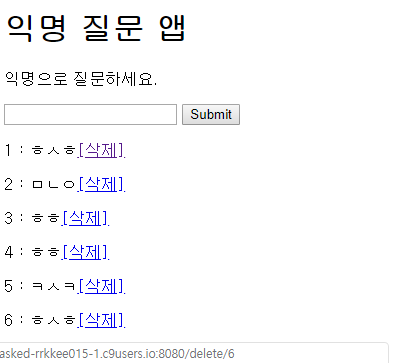 익명 질문 앱
익명으로 질문하세요.
Submit
1 : ㅎㅅㅎ[삭제]
2 : ㅁㄴㅇ[삭제]
3 : ㅎㅎ[삭제]
4 : ㅎㅎ[삭제]
5 : ㅋㅅㅋ[삭제]
6 : ㅎㅅㅎ[삭제]
asked-rrkkee015-1.c9users.io:8080/delete/6